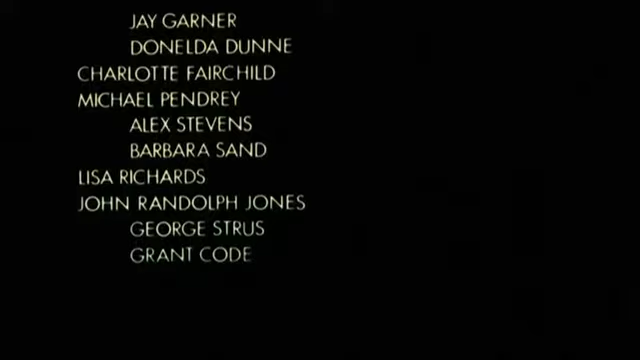 JAY GARNER
DONELDA DUNNE
CHARLOTTE FAIRCHILD
MICHAEL PENDREY
ALEX STEVENS
BARBARA SAND
LISA RICHARDS
JOHN RANDOLPH JONES
GEORGE STRUS
GRANT CODE